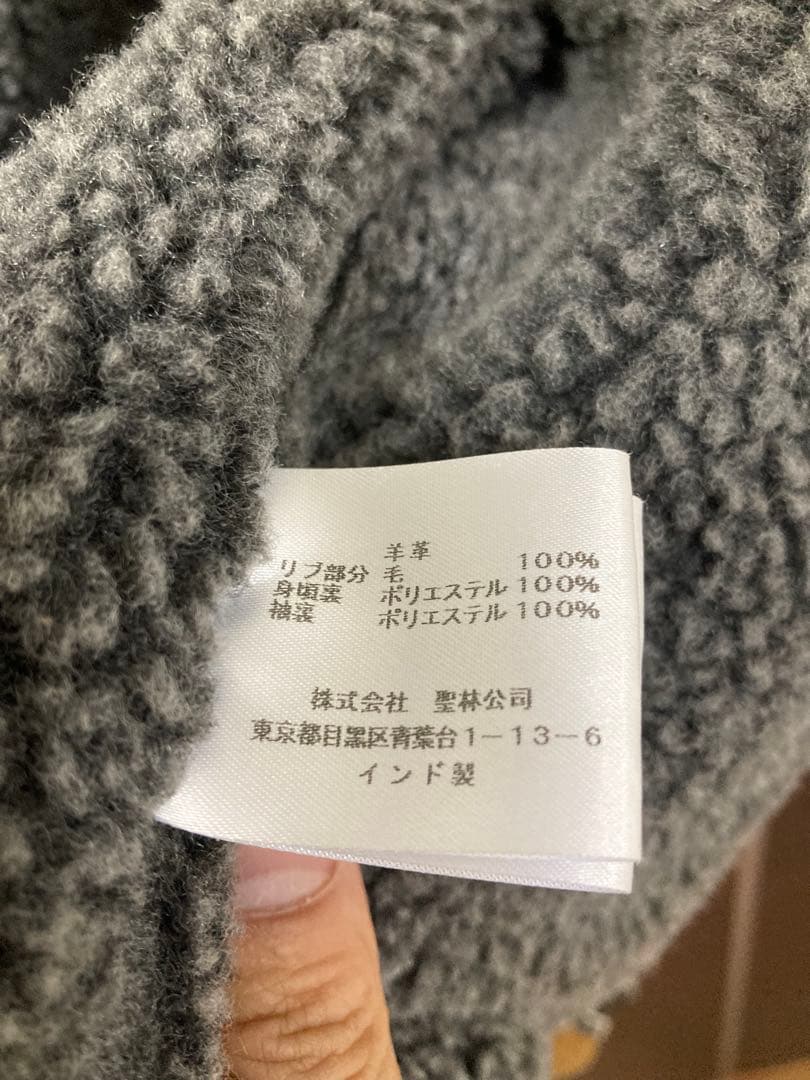 羊革
リブ部分 毛 100%
身頃裏 ポリエステル 100%
袖裏 ポリエステル 100%
株式会社 聖林公司
東京都目黒区青葉台1-13-6
インド製